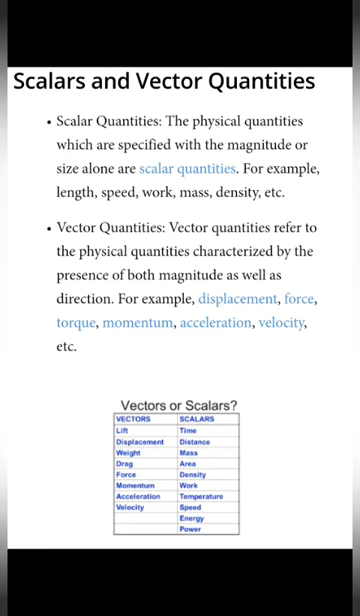 Scalars and Vector Quantities
• Scalar Quantities: The physical quantities
which are specified with the magnitude or
size alone are scalar quantities. For example,
length, speed, work, mass, density, etc.
• Vector Quantities: Vector quantities refer to
the physical quantities characterized by the
presence of both magnitude as well as
direction. For example, displacement, force,
torque, momentum, acceleration, velocity,
etc.
Vectors or Scalars?
VECTORS SCALARS
Lift Time
Displacement Distance
Weight Mass
Drag Area
Force Density
Momentum Work
Acceleration Temperature
Velocity Speed
Energy
Power